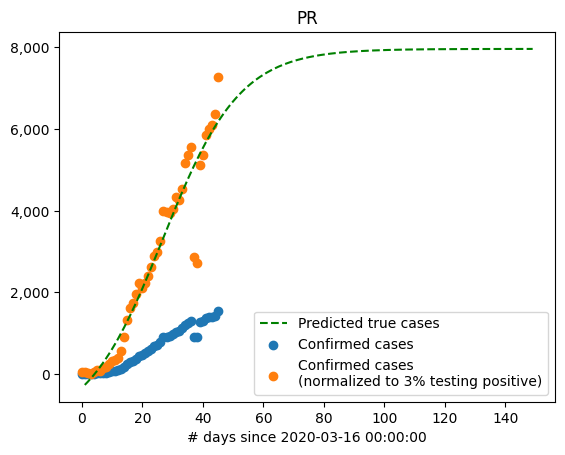 PR
8,000
6,000
4,000
2,000
0
Predicted true cases
Confirmed cases
Confirmed cases
(normalized to 3% testing positive)
0 20 40 60 80 100 120 140
# days since 2020-03-16 00:00:00